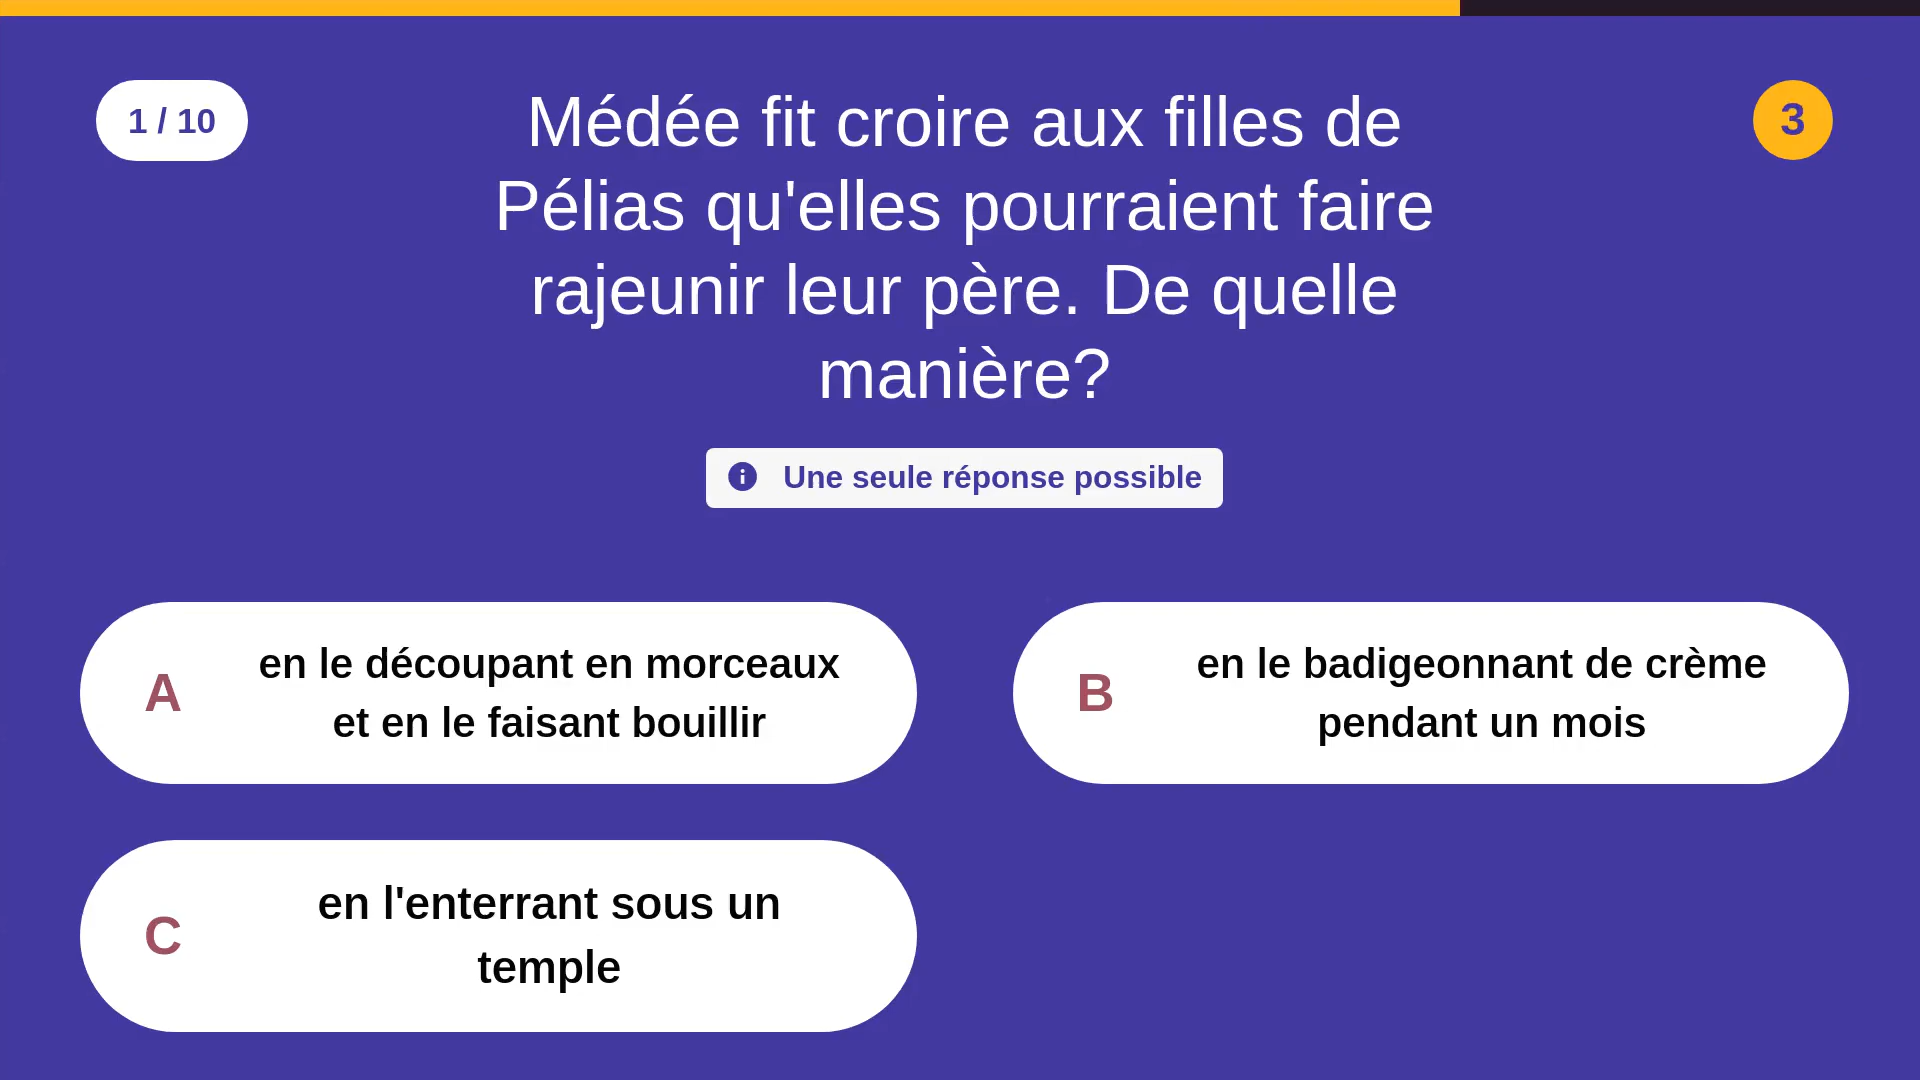 1 / 10
Médée fit croire aux filles de
Pélias qu'elles pourraient faire
rajeunir leur père. De quelle
manière?
3
Une seule réponse possible
A
en le découpant en morceaux
et en le faisant bouillir
B
en le badigeonnant de crème
pendant un mois
C
en l'enterrant sous un
temple